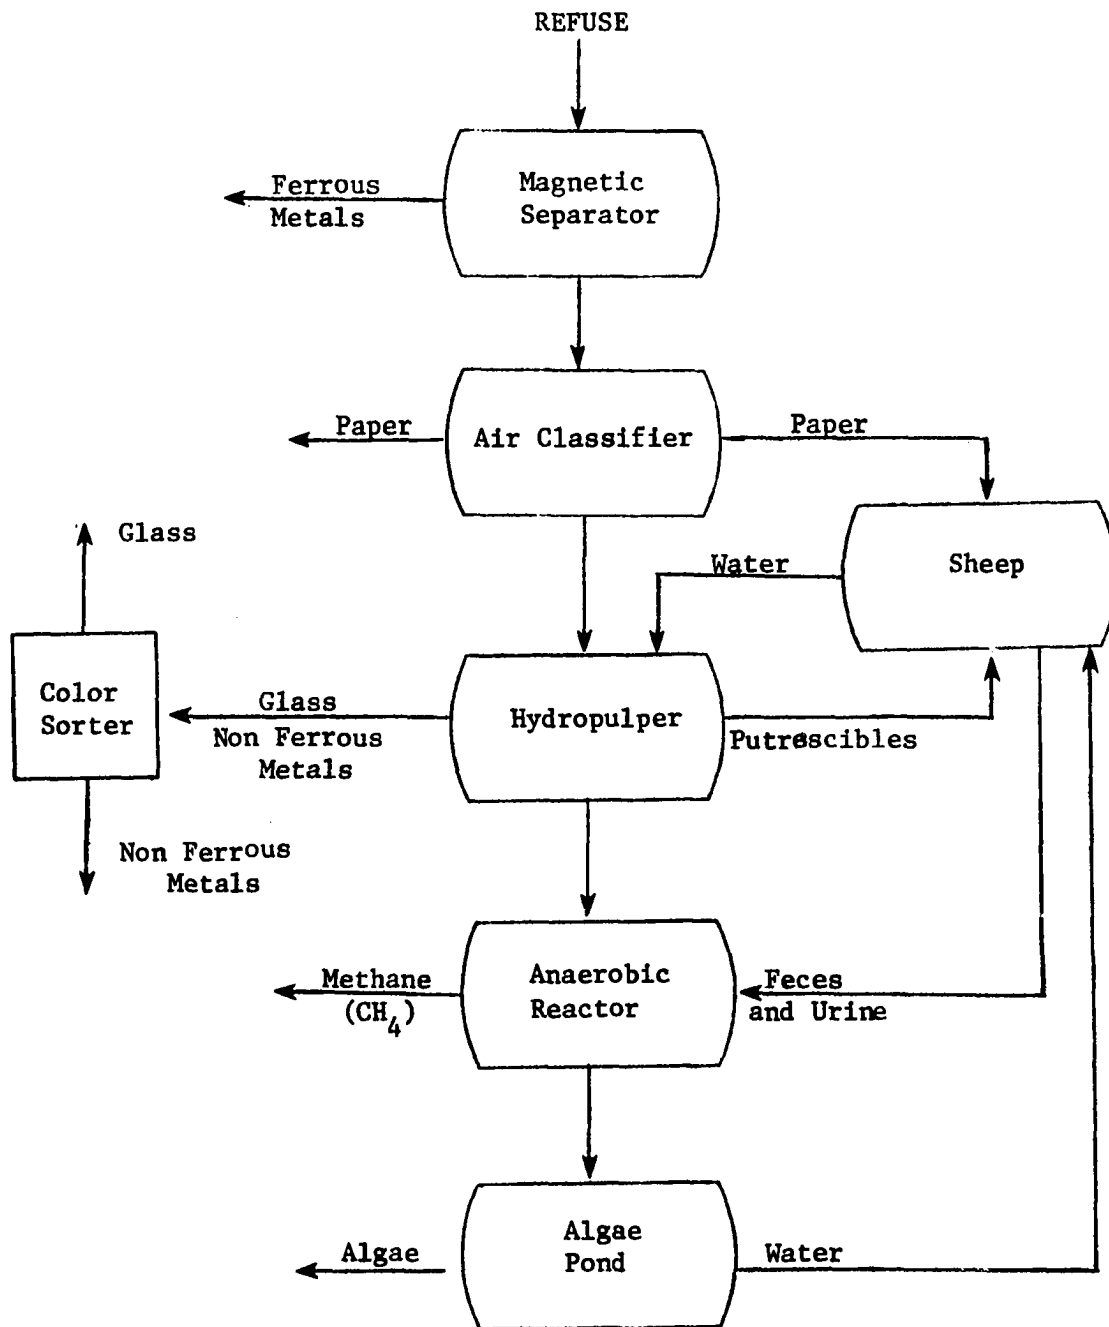 REFUSE
Magnetic
Separator
Ferrous
Metals
Air Classifier
Paper
Paper
Glass
Water
Sheep
Color
Sorter
Glass
Non Ferrous
Metals
Hydropulper
Putrescibles
Non Ferrous
Metals
Methane
(CH₄)
Anaerobic
Reactor
Feces
and Urine
Algae
Algae
Pond
Water